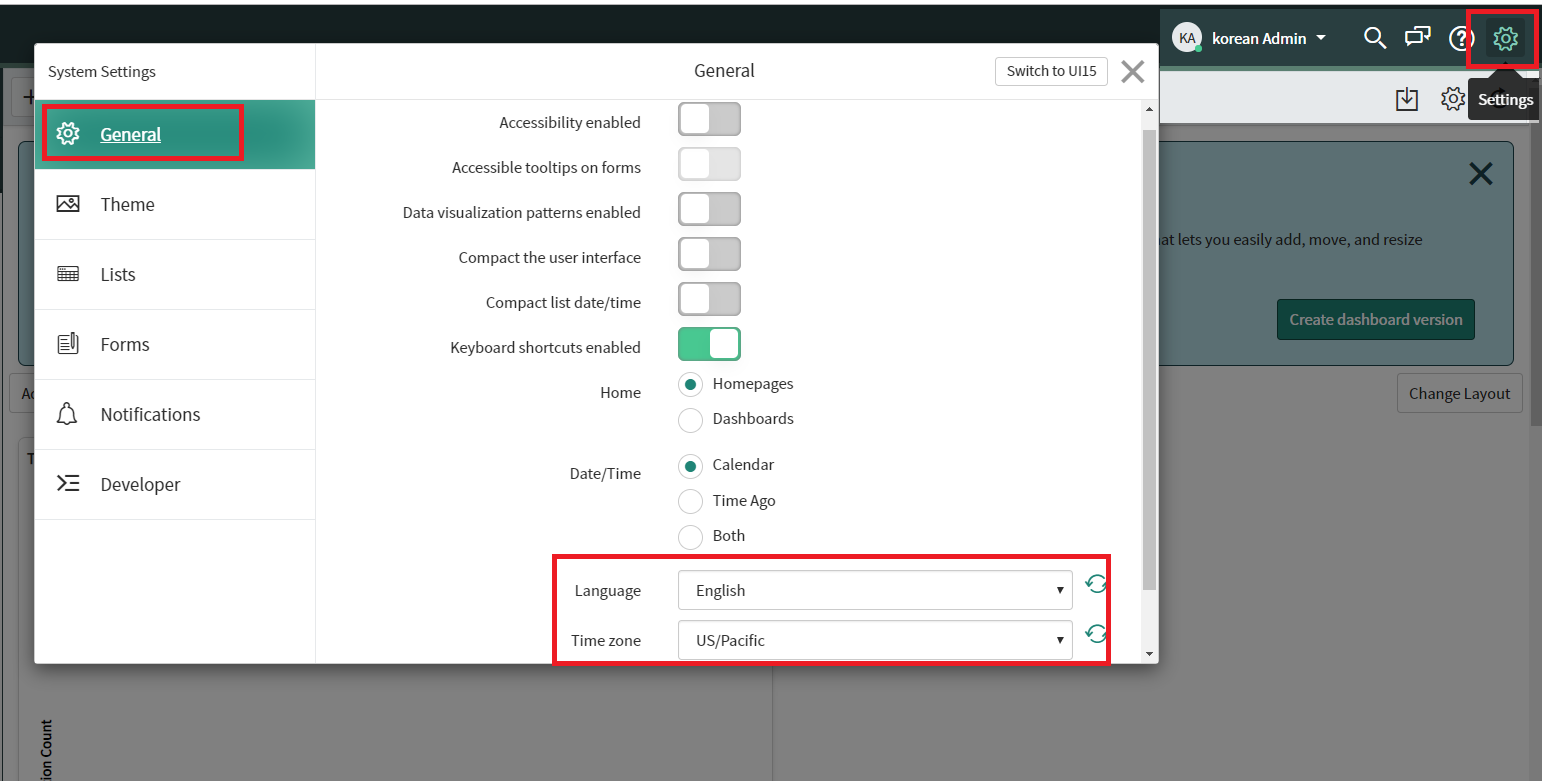 KA korean Admin
System Settings
General
Switch to UI15
Settings
General
Theme
Lists
Forms
Notifications
Developer
Accessibility enabled
Accessible tooltips on forms
Data visualization patterns enabled
Compact the user interface
Compact list date/time
Keyboard shortcuts enabled
Home
Homepages
Dashboards
Date/Time
Calendar
Time Ago
Both
Language
English
Time zone
US/Pacific
lets you easily add, move, and resize
Create dashboard version
Change Layout
Count